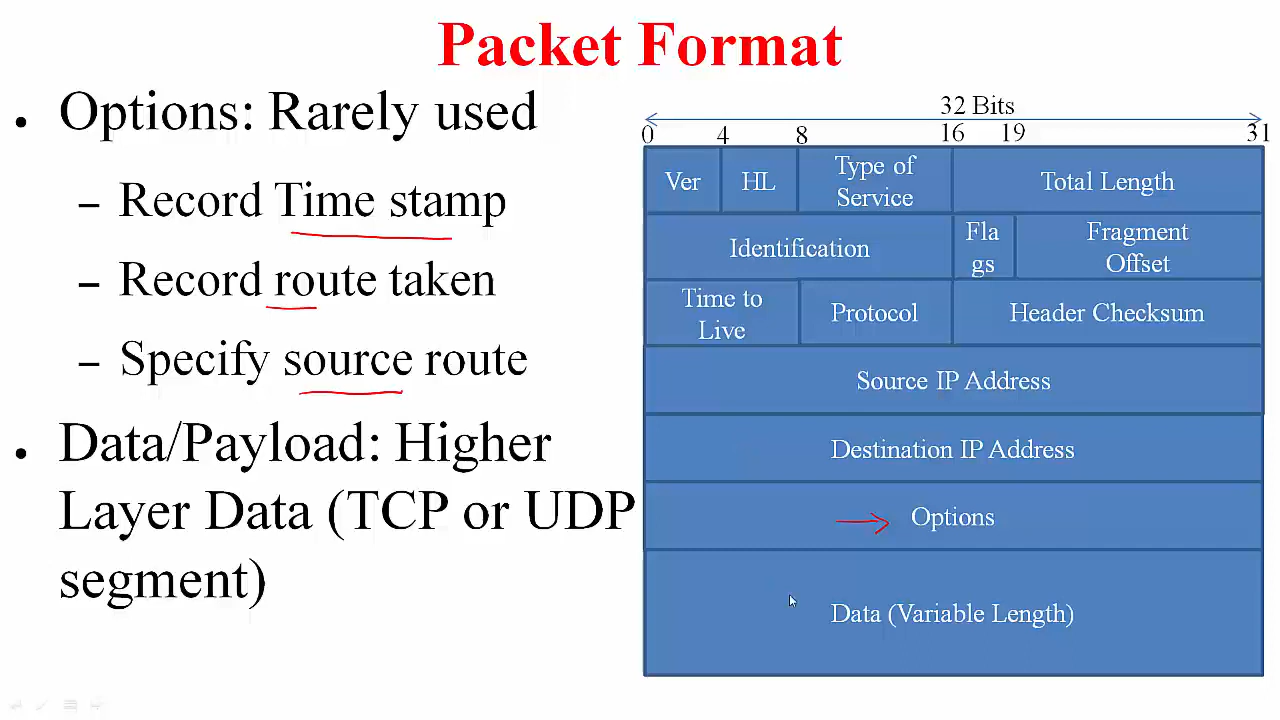 Packet Format
• Options: Rarely used
– Record Time stamp
– Record route taken
– Specify source route
• Data/Payload: Higher
Layer Data (TCP or UDP
segment)
32 Bits
0 4 8 16 19 31
Ver HL Type of Service Total Length
Identification Fla gs Fragment Offset
Time to Live Protocol Header Checksum
Source IP Address
Destination IP Address
Options
Data (Variable Length)